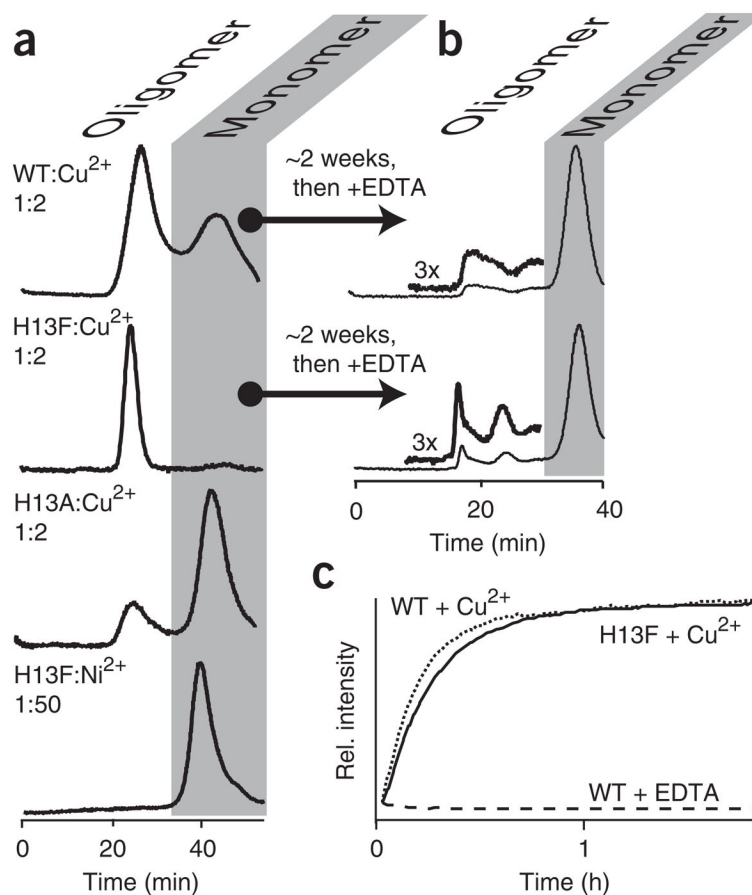 a
Oligomer
Monomer
WT:Cu²⁺
1:2
~2 weeks,
then +EDTA
H13F:Cu²⁺
1:2
~2 weeks,
then +EDTA
H13A:Cu²⁺
1:2
H13F:Ni²⁺
1:50
0 20 40
Time (min)
b
Oligomer
Monomer
3x
3x
0 20 40
Time (min)
c
WT + Cu²⁺
H13F + Cu²⁺
WT + EDTA
Rel. intensity
0 1
Time (h)